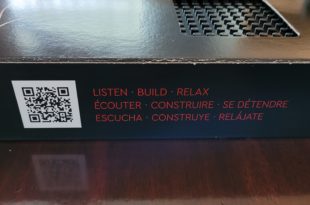 LISTEN · BUILD · RELAX
ÉCOUTER · CONSTRUIRE · SE DÉTENDRE
ESCUCHA · CONSTRUYE · RELÁJATE